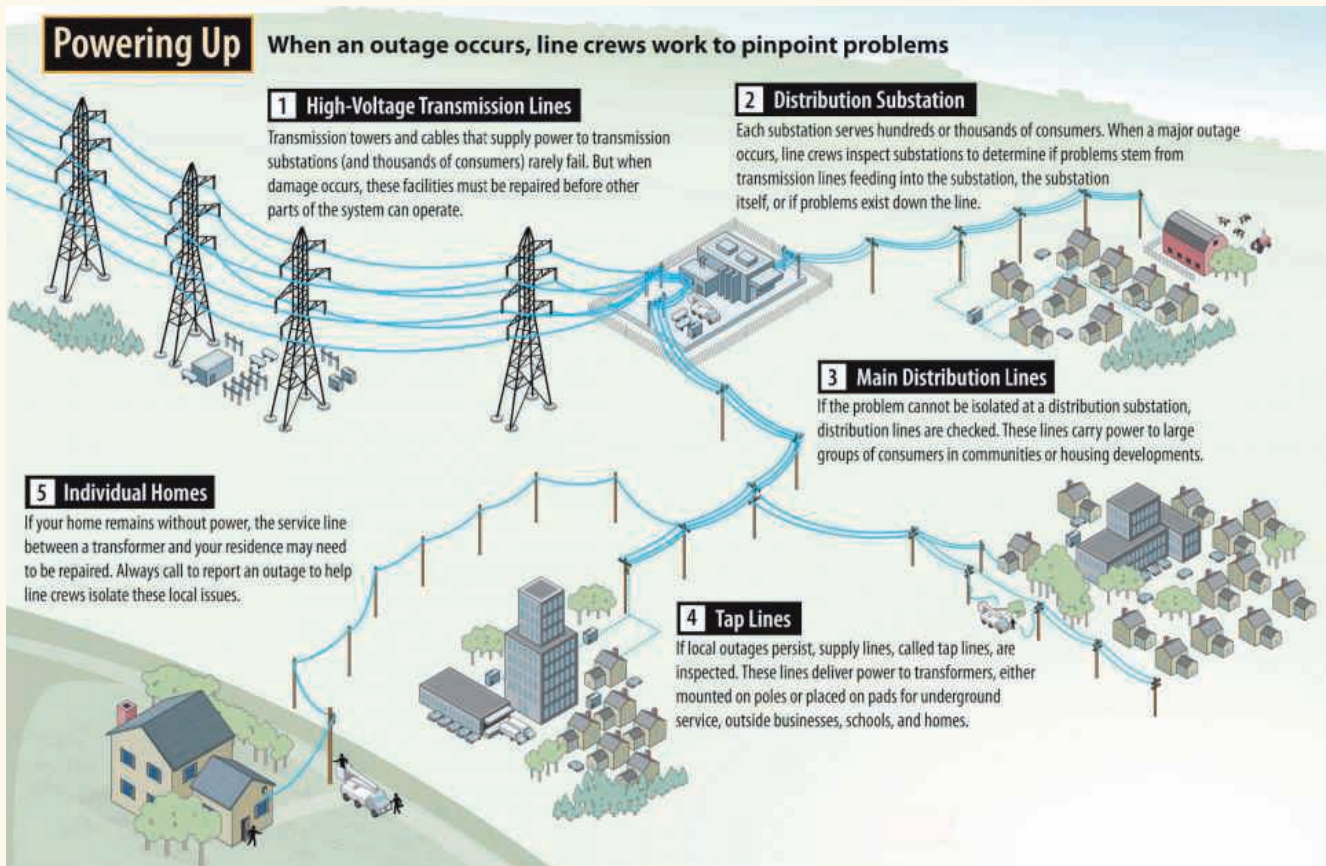 Powering Up
When an outage occurs, line crews work to pinpoint problems
1 High-Voltage Transmission Lines
Transmission towers and cables that supply power to transmission
substations (and thousands of consumers) rarely fail. But when
damage occurs, these facilities must be repaired before other
parts of the system can operate.
2 Distribution Substation
Each substation serves hundreds or thousands of consumers. When a major outage
occurs, line crews inspect substations to determine if problems stem from
transmission lines feeding into the substation, the substation
itself, or if problems exist down the line.
3 Main Distribution Lines
If the problem cannot be isolated at a distribution substation,
distribution lines are checked. These lines carry power to large
groups of consumers in communities or housing developments.
4 Tap Lines
If local outages persist, supply lines, called tap lines, are
inspected. These lines deliver power to transformers, either
mounted on poles or placed on pads for underground
service, outside businesses, schools, and homes.
5 Individual Homes
If your home remains without power, the service line
between a transformer and your residence may need
to be repaired. Always call to report an outage to help
line crews isolate these local issues.